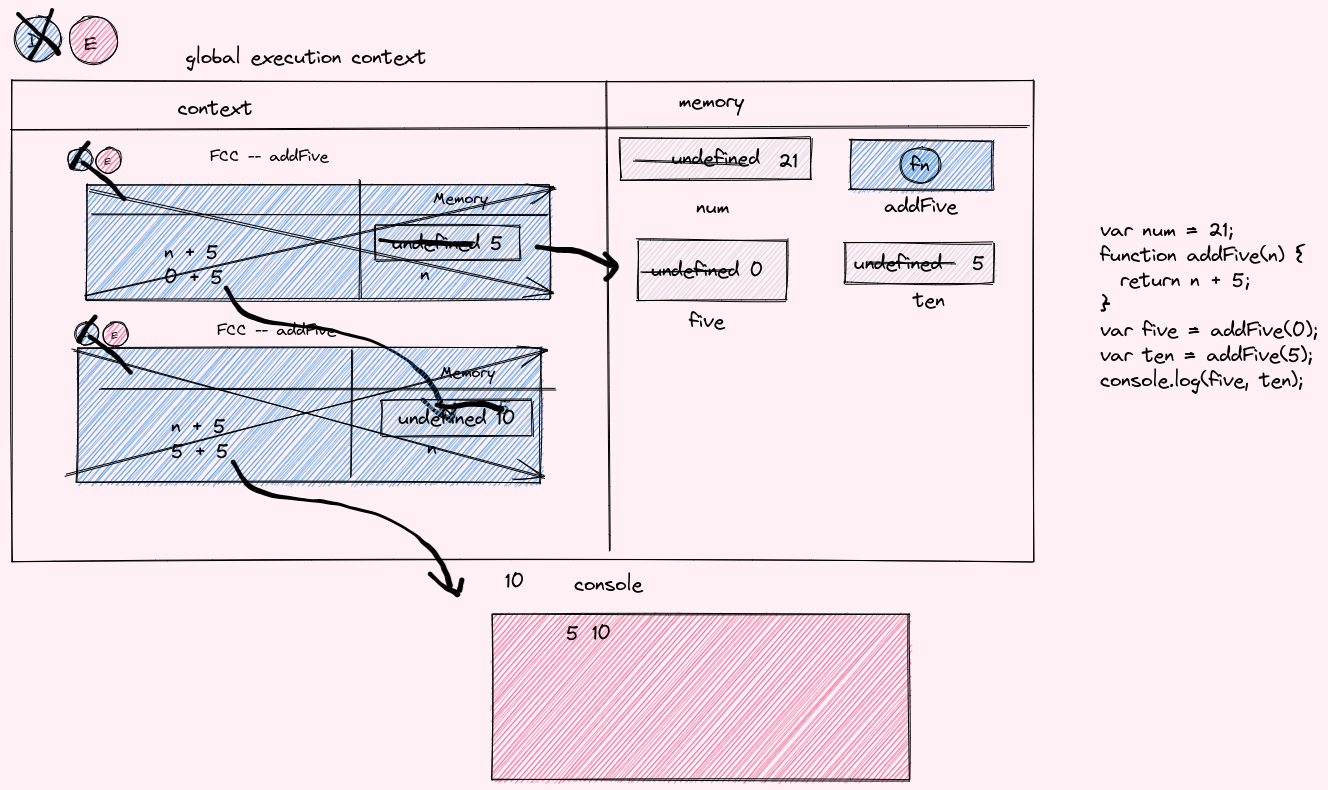 D E
global execution context
context
memory
E
FCC -- addFive
Memory
undefined 5
n + 5
0 + 5
n
E
FCC -- addFive
Memory
undefined 10
n + 5
5 + 5
n
undefined 21
num
fn
addFive
undefined 0
five
undefined 5
ten
var num = 21;
function addFive(n) {
return n + 5;
}
var five = addFive(0);
var ten = addFive(5);
console.log(five, ten);
10
console
5 10